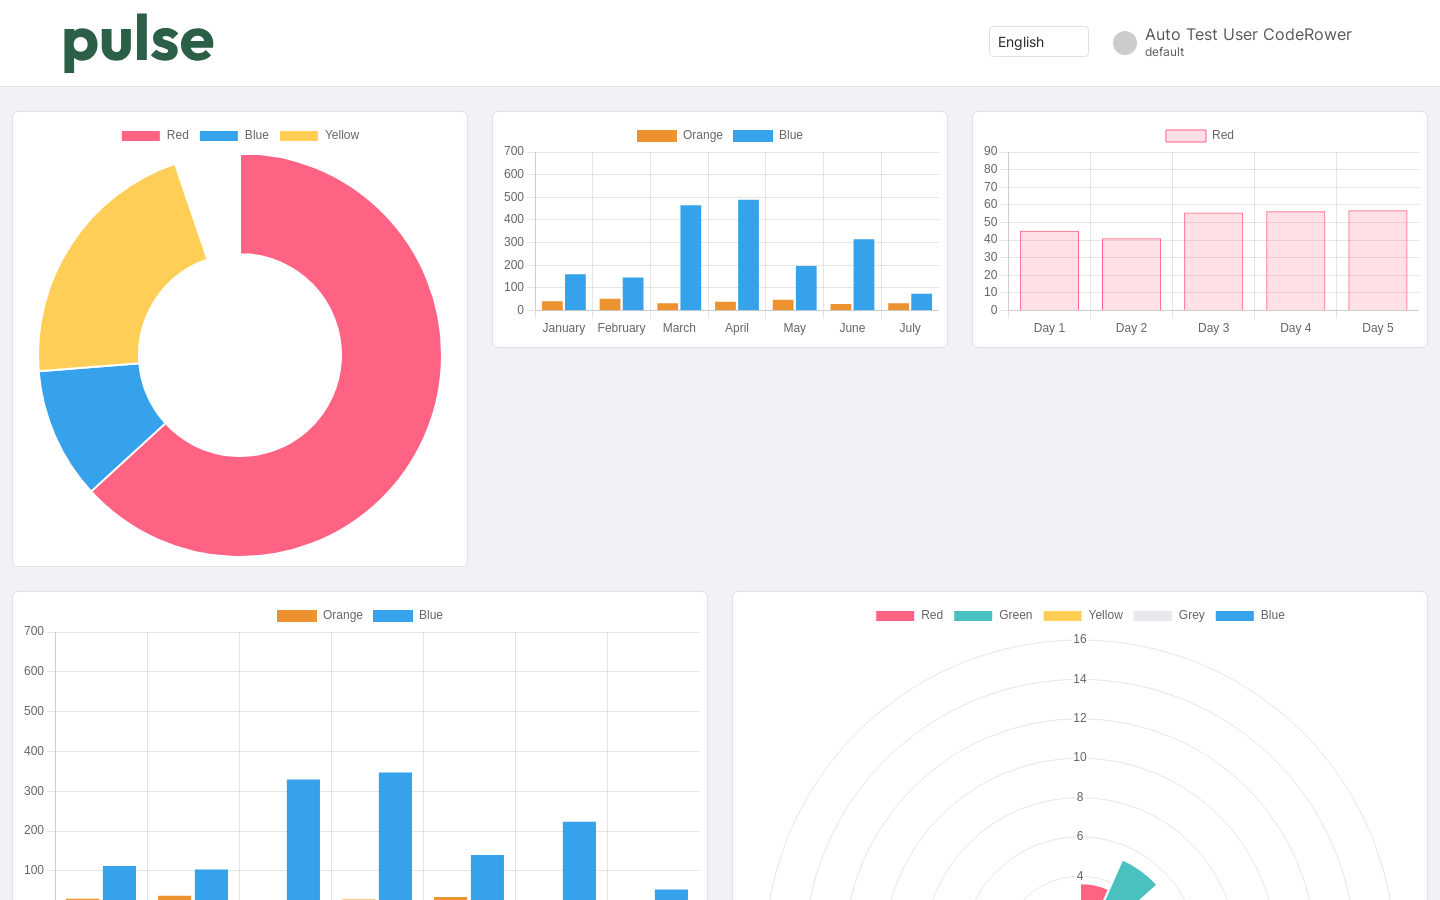 pulse
English
Auto Test User CodeRower
default
Red Blue Yellow
Orange Blue
700
600
500
400
300
200
100
0
January February March April May June July
Red
90
80
70
60
50
40
30
20
10
0
Day 1 Day 2 Day 3 Day 4 Day 5
Orange Blue
700
600
500
400
300
200
100
Red Green Yellow Grey Blue
16
14
12
10
8
6
4